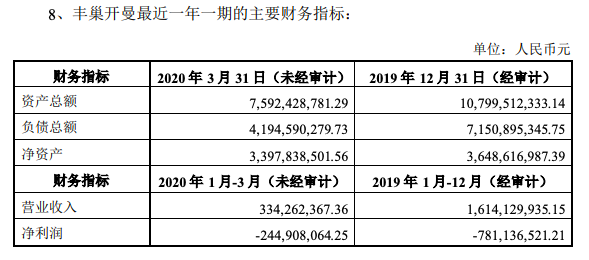 8、丰巢开曼最近一年一期的主要财务指标：
单位：人民币元
财务指标 2020 年 3 月 31 日（未经审计） 2019 年 12 月 31 日（经审计）
资产总额 7,592,428,781.29 10,799,512,333.14
负债总额 4,194,590,279.73 7,150,895,345.75
净资产 3,397,838,501.56 3,648,616,987.39
财务指标 2020 年 1 月-3 月（未经审计） 2019 年 1 月-12 月（经审计）
营业收入 334,262,367.36 1,614,129,935.15
净利润 -244,908,064.25 -781,136,521.21